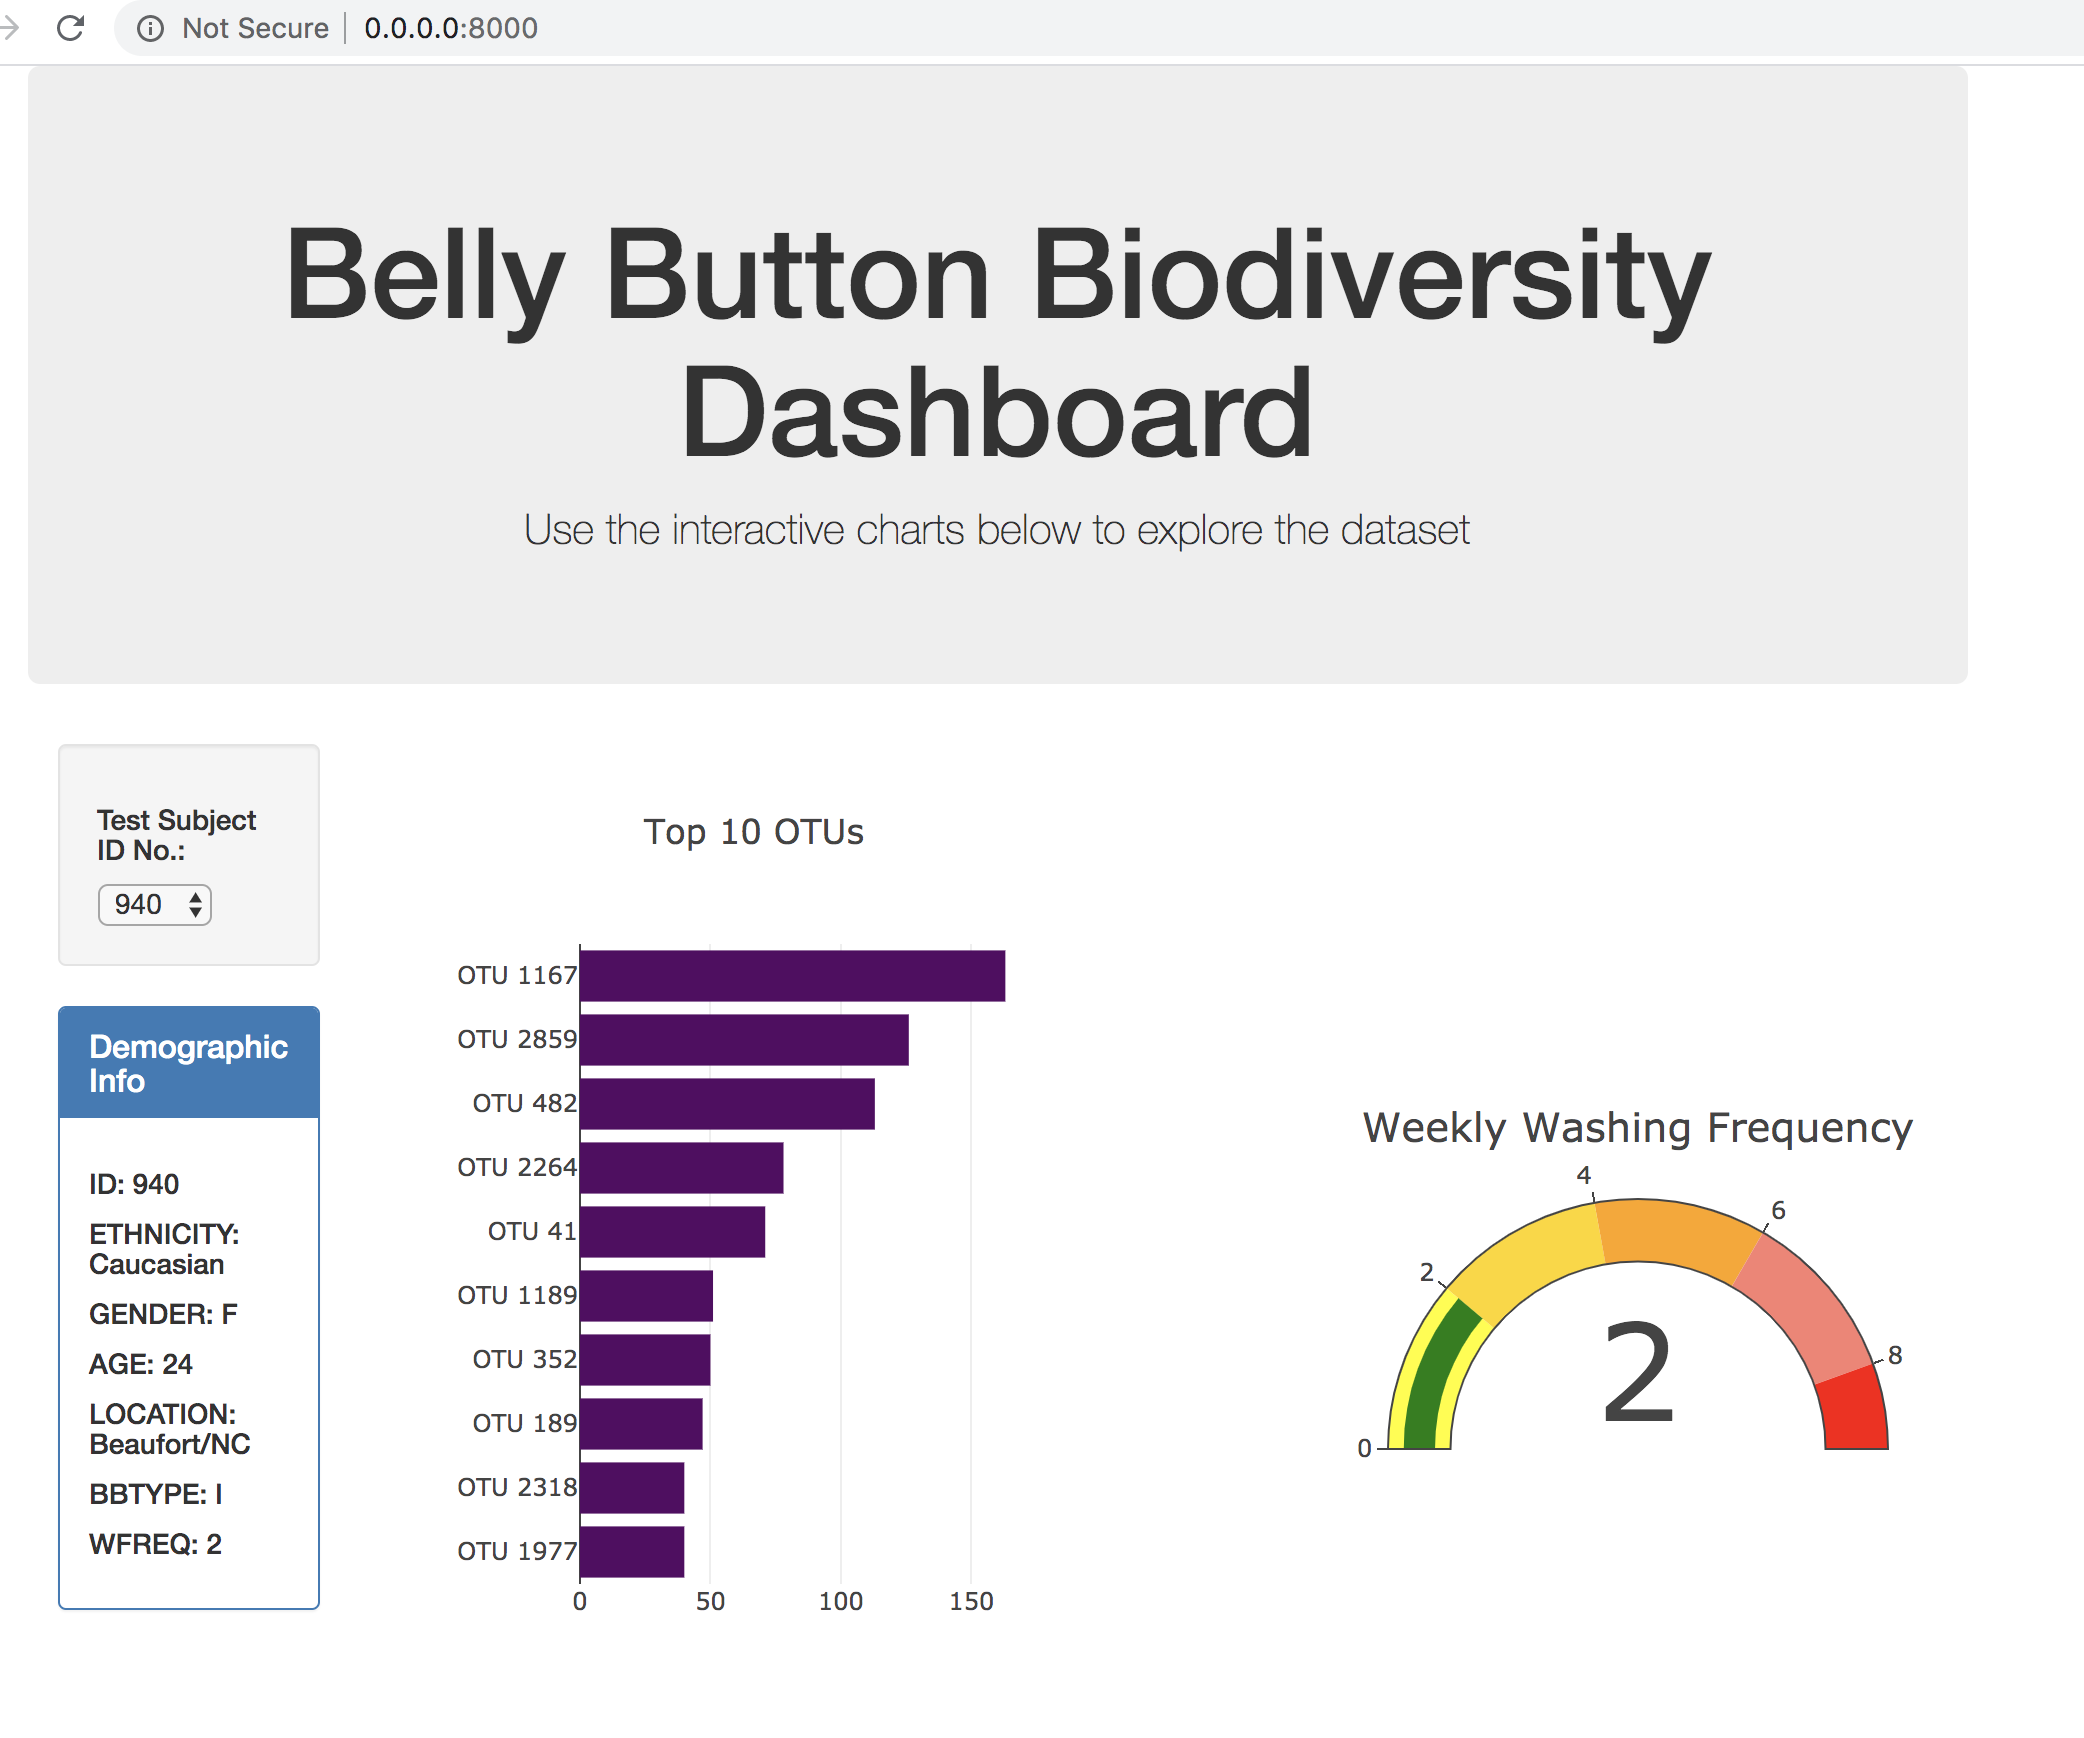 Not Secure | 0.0.0.0:8000
Belly Button Biodiversity
Dashboard
Use the interactive charts below to explore the dataset
Test Subject
ID No.:
940
Demographic
Info
ID: 940
ETHNICITY:
Caucasian
GENDER: F
AGE: 24
LOCATION:
Beaufort/NC
BBTYPE: I
WFREQ: 2
Top 10 OTUs
OTU 1167
OTU 2859
OTU 482
OTU 2264
OTU 41
OTU 1189
OTU 352
OTU 189
OTU 2318
OTU 1977
0 50 100 150
Weekly Washing Frequency
0
2
4
6
8
2